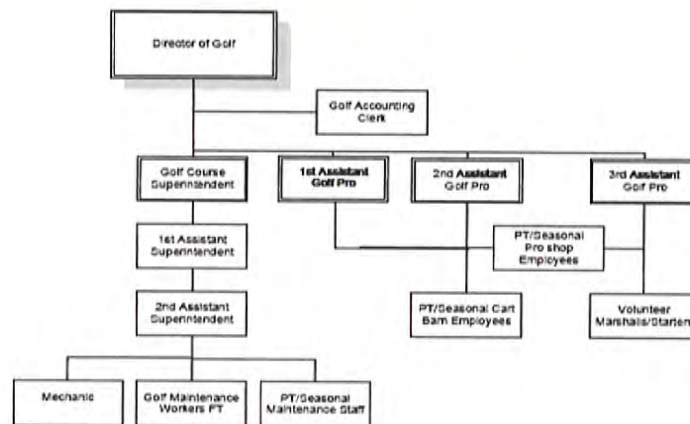 Director of Golf
Golf Accounting
Clerk
Golf Course
Superintendent
1st Assistant
Golf Pro
2nd Assistant
Golf Pro
3rd Assistant
Golf Pro
1st Assistant
Superintendent
PT/Seasonal
Pro shop
Employees
2nd Assistant
Superintendent
PT/Seasonal Cart
Barn Employees
Volunteer
Marshalls/Starters
Mechanic
Golf Maintenance
Workers FT
PT/Seasonal
Maintenance Staff